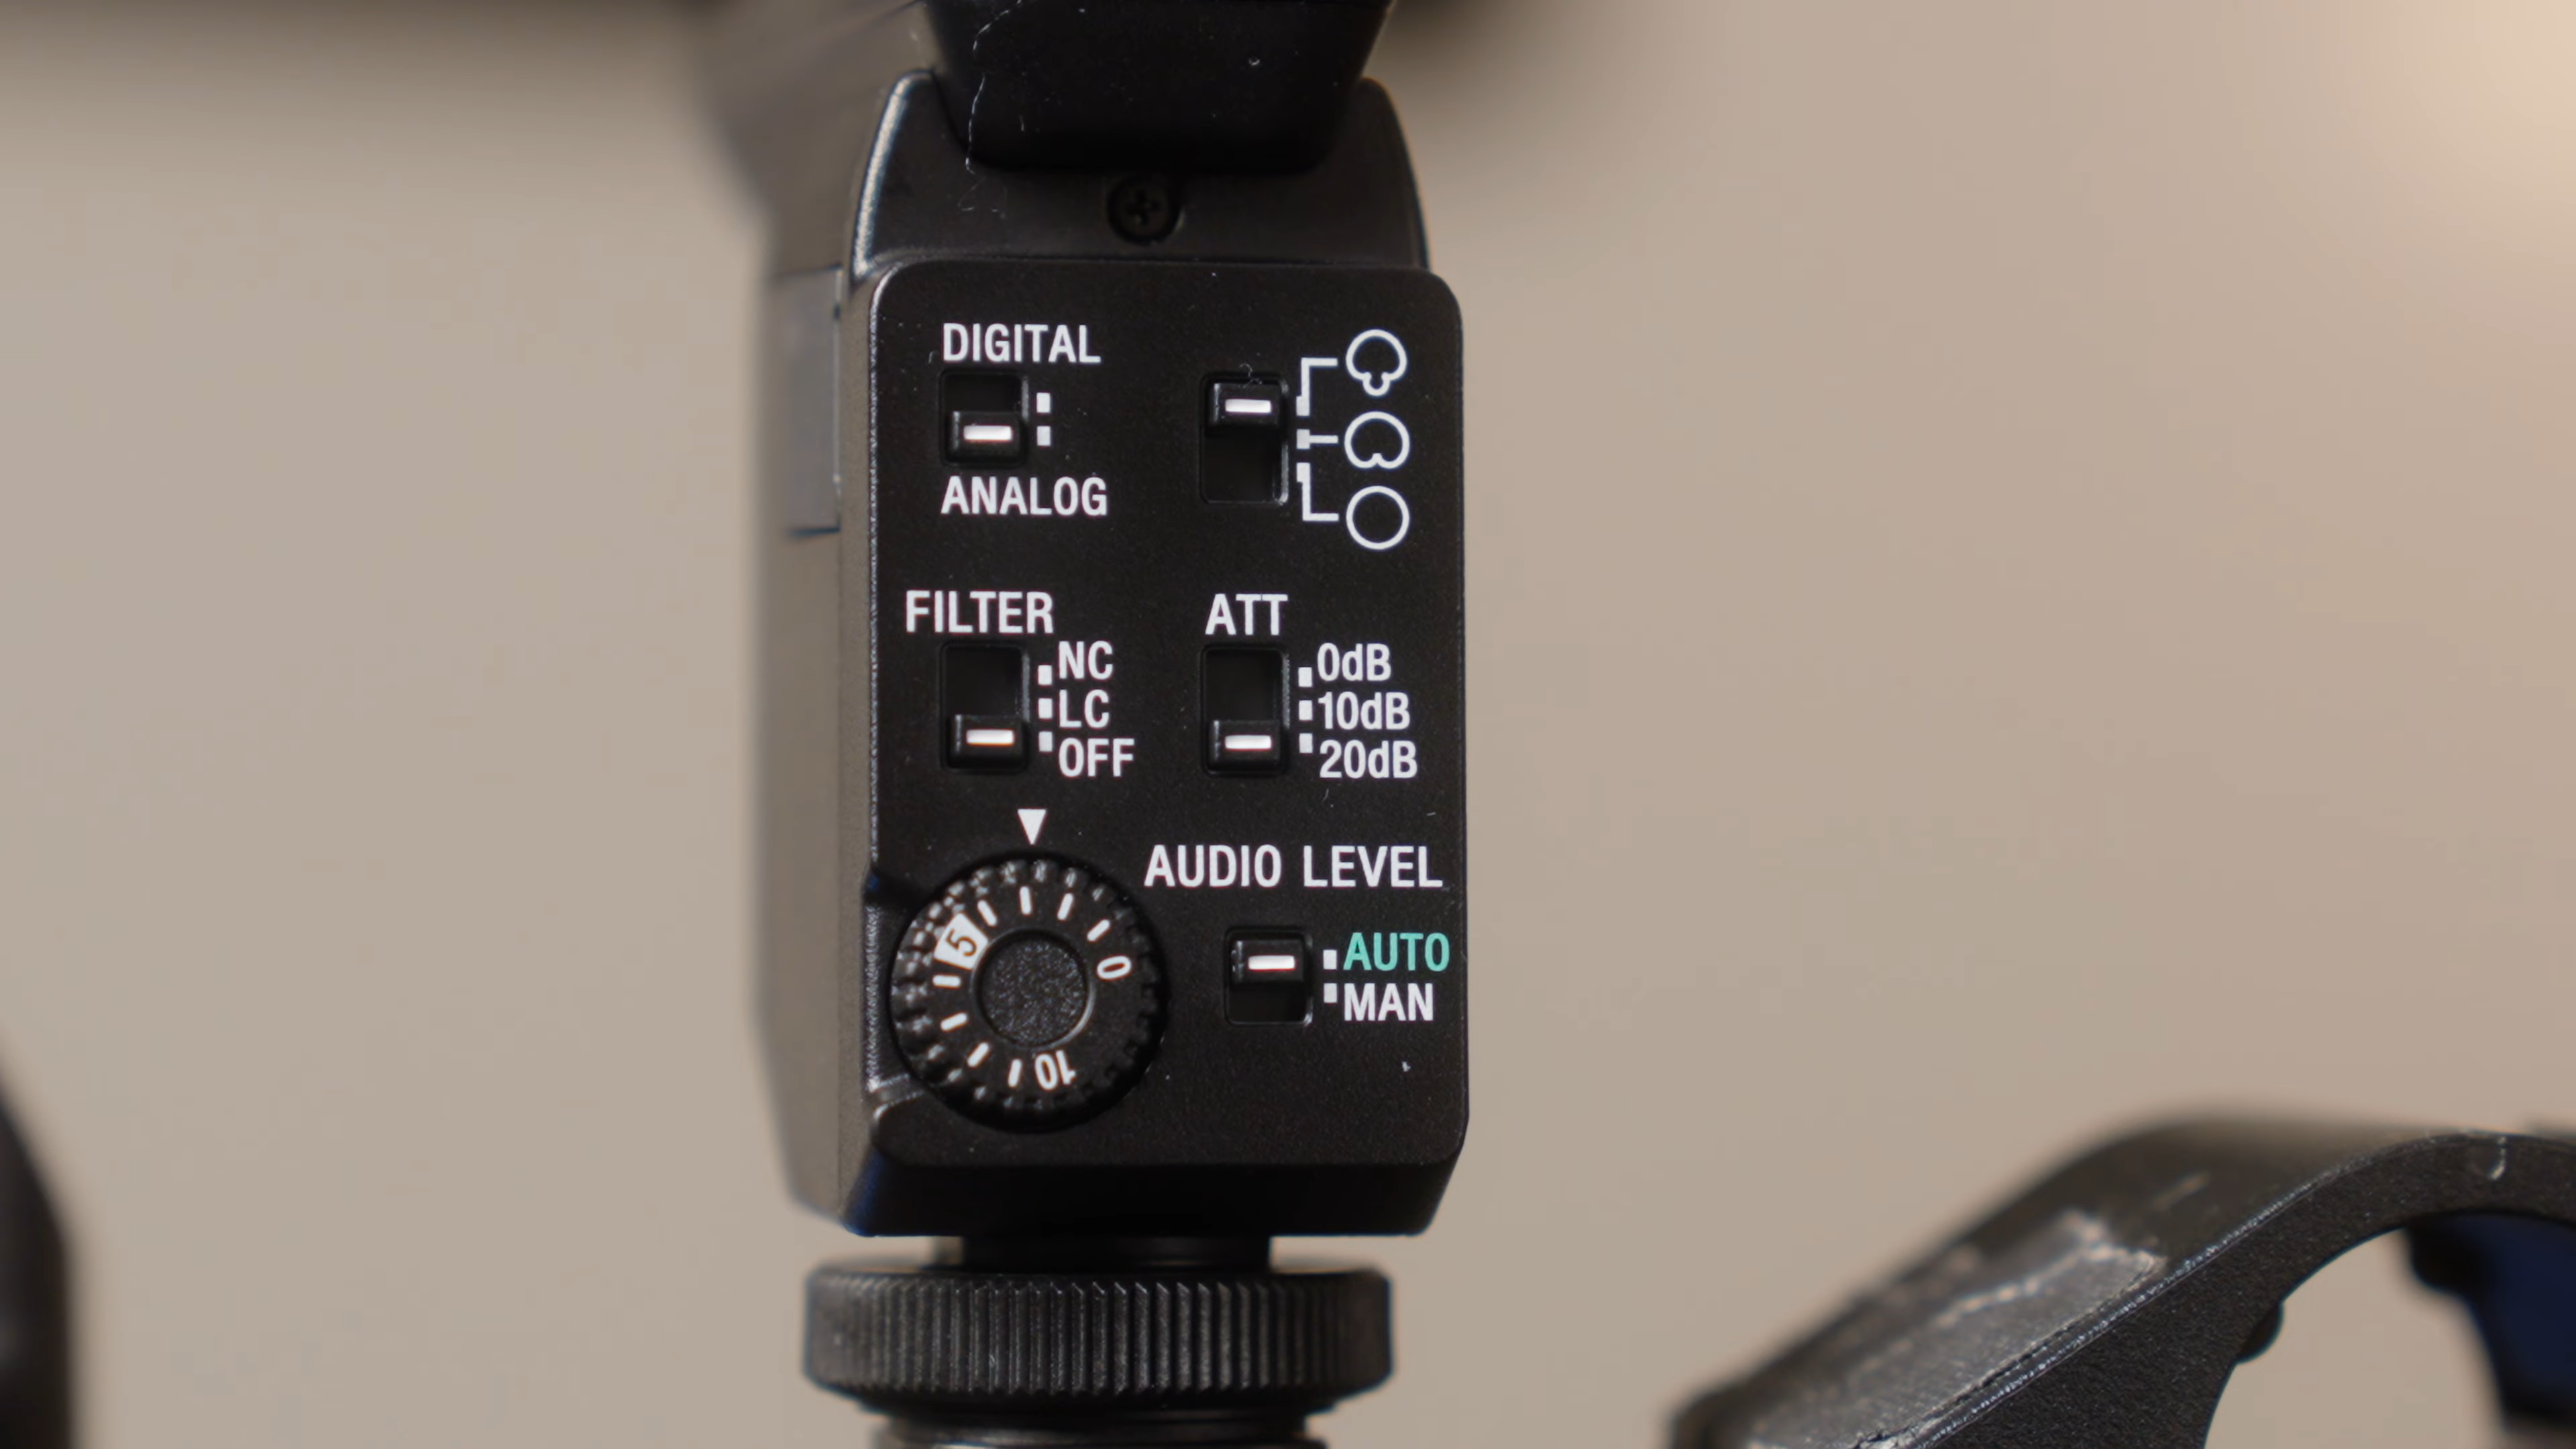 DIGITAL
ANALOG
FILTER
NC
LC
OFF
ATT
0dB
10dB
20dB
AUDIO LEVEL
AUTO
MAN
0
5
10